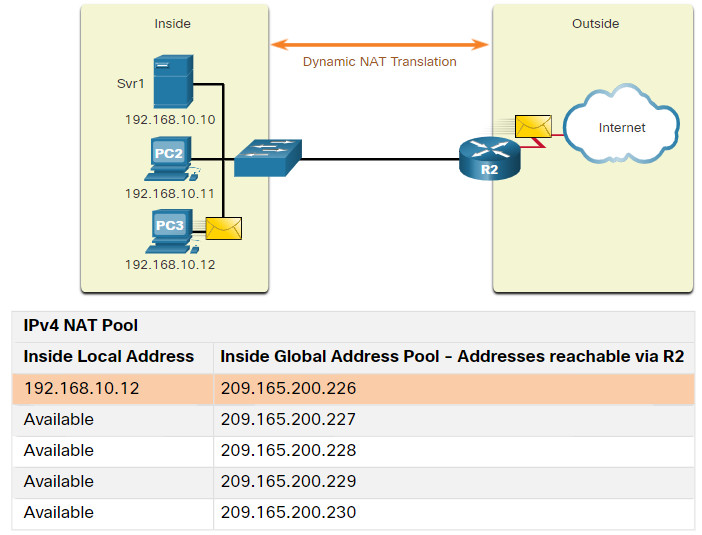 Inside
Outside
Dynamic NAT Translation
Svr1
192.168.10.10
Internet
PC2
R2
192.168.10.11
PC3
192.168.10.12
IPv4 NAT Pool
Inside Local Address Inside Global Address Pool – Addresses reachable via R2
192.168.10.12 209.165.200.226
Available 209.165.200.227
Available 209.165.200.228
Available 209.165.200.229
Available 209.165.200.230